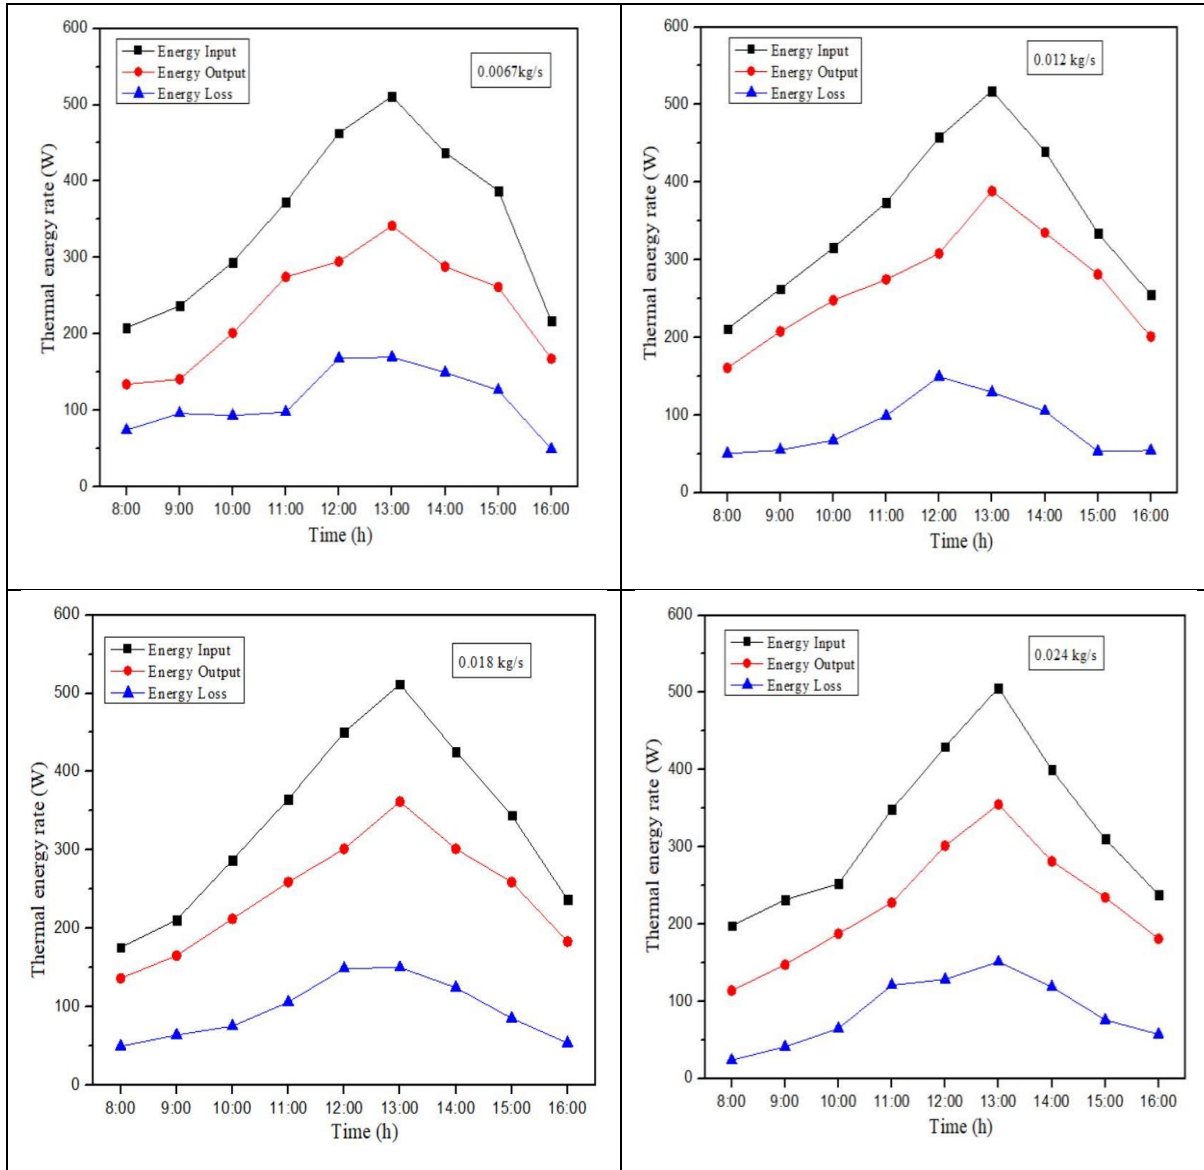 600
500
400
300
200
100
0
Thermal energy rate (W)
Energy Input
Energy Output
Energy Loss
0.0067kg/s
8:00 9:00 10:00 11:00 12:00 13:00 14:00 15:00 16:00
Time (h)
600
500
400
300
200
100
0
Thermal energy rate (W)
Energy Input
Energy Output
Energy Loss
0.012 kg/s
8:00 9:00 10:00 11:00 12:00 13:00 14:00 15:00 16:00
Time (h)
600
500
400
300
200
100
0
Thermal energy rate (W)
Energy Input
Energy Output
Energy Loss
0.018 kg/s
8:00 9:00 10:00 11:00 12:00 13:00 14:00 15:00 16:00
Time (h)
600
500
400
300
200
100
0
Thermal energy rate (W)
Energy Input
Energy Output
Energy Loss
0.024 kg/s
8:00 9:00 10:00 11:00 12:00 13:00 14:00 15:00 16:00
Time (h)